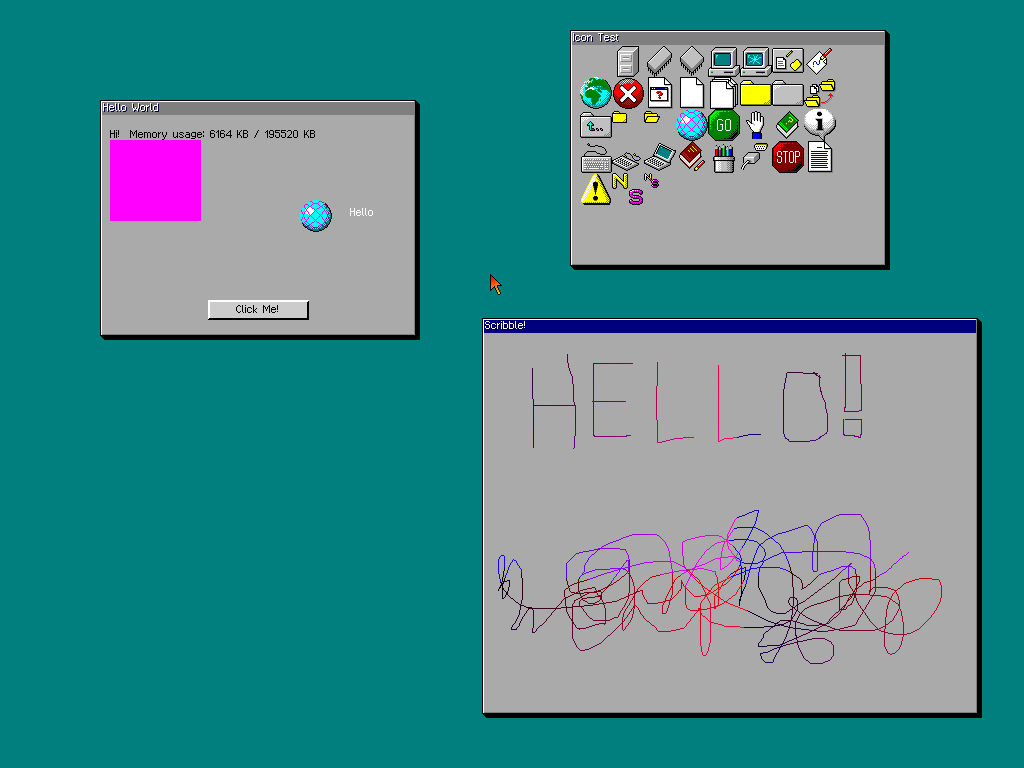 Icon Test
Hello World
Hi! Memory usage: 6164 KB / 195520 KB
GO
STOP
N
S
N
S
Hello
Click Me!
Scribble!
HELLO!